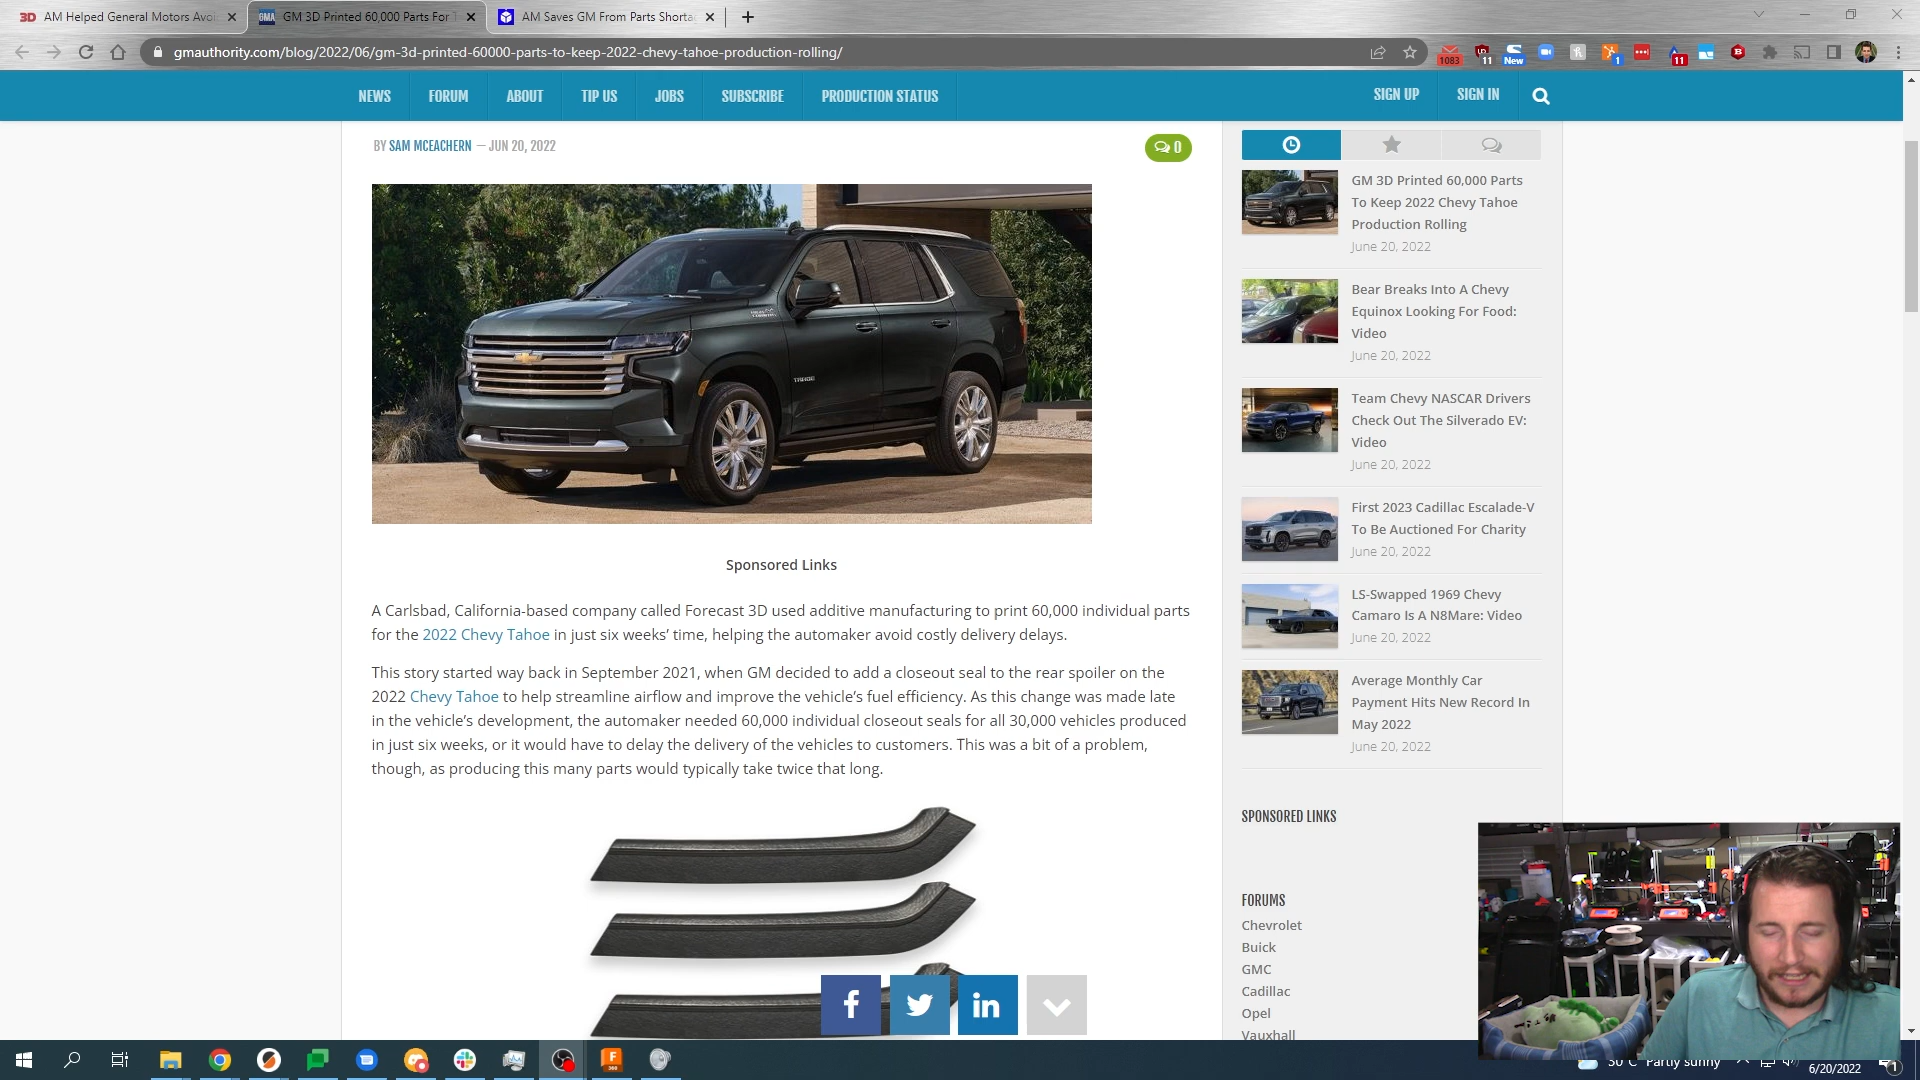 AM Helped General Motors Avo
GM 3D Printed 60,000 Parts For T
AM Saves GM From Parts Shorta
gmauthority.com/blog/2022/06/gm-3d-printed-60000-parts-to-keep-2022-chevy-tahoe-production-rolling/
1083
11
New
1
11
NEWS
FORUM
ABOUT
TIP US
JOBS
SUBSCRIBE
PRODUCTION STATUS
SIGN UP
SIGN IN
BY SAM MCEACHERN — JUN 20, 2022
0
TAHOE
Sponsored Links
A Carlsbad, California-based company called Forecast 3D used additive manufacturing to print 60,000 individual parts
for the 2022 Chevy Tahoe in just six weeks’ time, helping the automaker avoid costly delivery delays.
This story started way back in September 2021, when GM decided to add a closeout seal to the rear spoiler on the
2022 Chevy Tahoe to help streamline airflow and improve the vehicle’s fuel efficiency. As this change was made late
in the vehicle’s development, the automaker needed 60,000 individual closeout seals for all 30,000 vehicles produced
in just six weeks, or it would have to delay the delivery of the vehicles to customers. This was a bit of a problem,
though, as producing this many parts would typically take twice that long.
GM 3D Printed 60,000 Parts
To Keep 2022 Chevy Tahoe
Production Rolling
June 20, 2022
Bear Breaks Into A Chevy
Equinox Looking For Food:
Video
June 20, 2022
Team Chevy NASCAR Drivers
Check Out The Silverado EV:
Video
June 20, 2022
First 2023 Cadillac Escalade-V
To Be Auctioned For Charity
June 20, 2022
LS-Swapped 1969 Chevy
Camaro Is A N8Mare: Video
June 20, 2022
Average Monthly Car
Payment Hits New Record In
May 2022
June 20, 2022
SPONSORED LINKS
FORUMS
Chevrolet
Buick
GMC
Cadillac
Opel
Vauxhall
30°C Partly sunny
6/20/2022
1